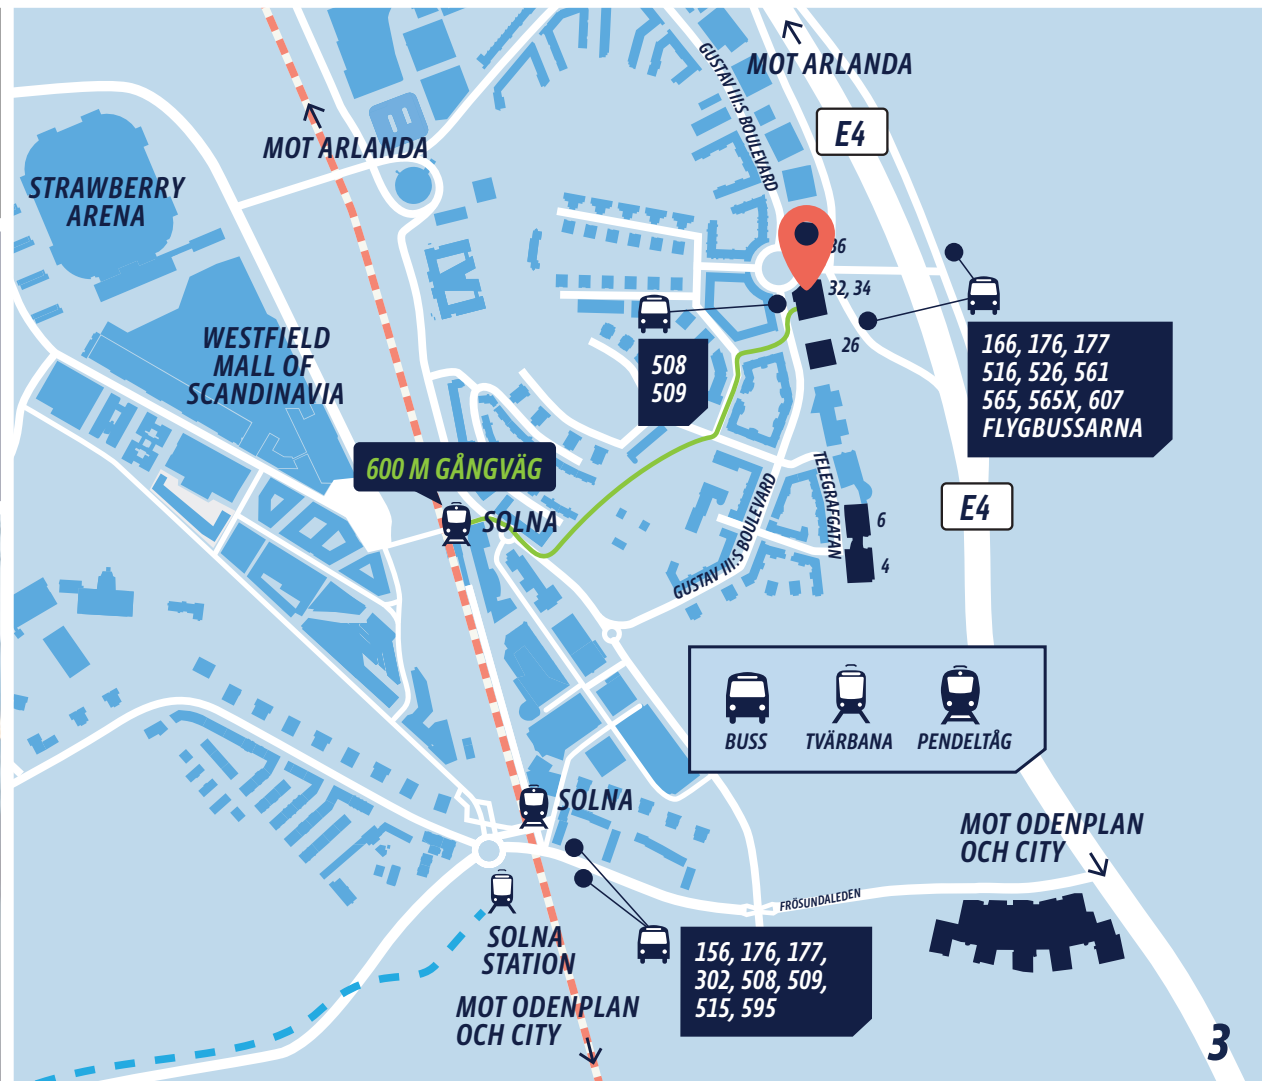 MOT ARLANDA
GUSTAV III:S BOULEVARD
E4
MOT ARLANDA
STRAWBERRY
ARENA
36
32, 34
26
WESTFIELD
MALL OF
SCANDINAVIA
508
509
166, 176, 177
516, 526, 561
565, 565X, 607
FLYGBUSSARNA
600 M GÅNGVÄG
SOLNA
TELEGRAFGATAN
GUSTAV III:S BOULEVARD
E4
6
4
BUSS
TVÄRBANA
PENDELTÅG
SOLNA
MOT ODENPLAN
OCH CITY
FRÖSUNDALEDEN
SOLNA
STATION
156, 176, 177,
302, 508, 509,
515, 595
MOT ODENPLAN
OCH CITY
3